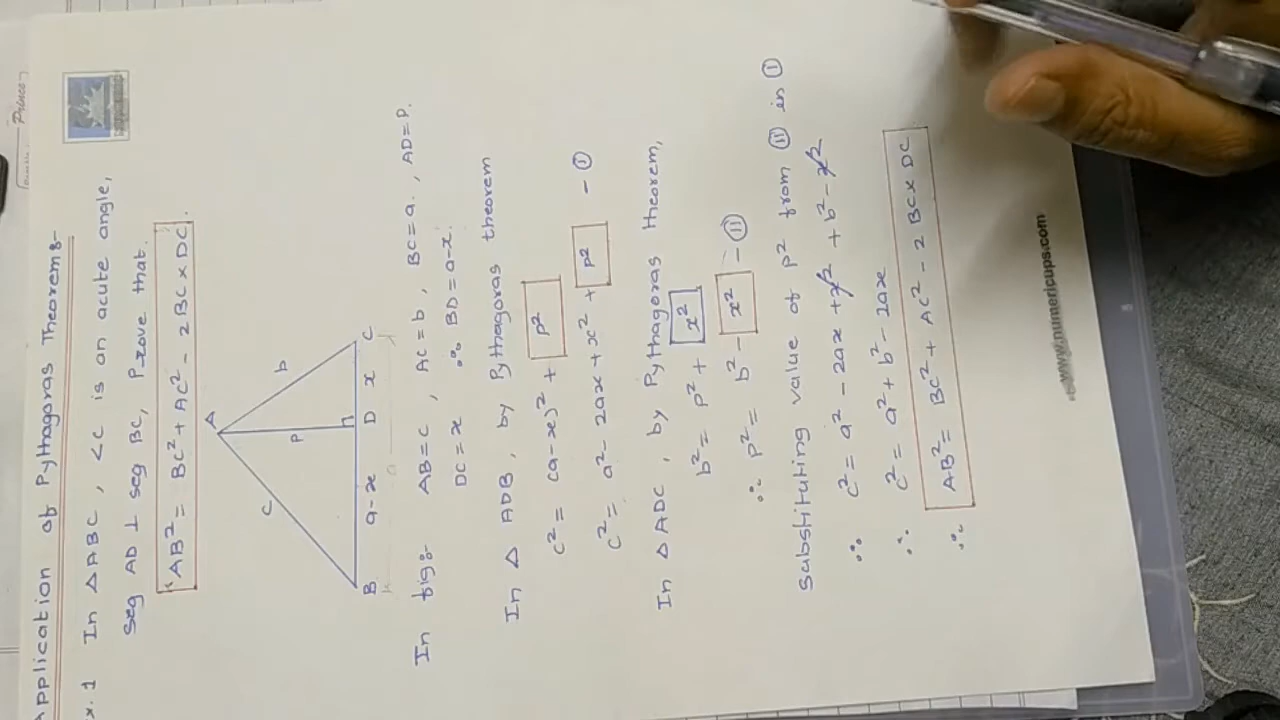 Application of Pythagoras Theorem:-
x. 1 In △ABC, ∠C is an acute angle,
seg AD ⊥ seg BC, Prove that
AB² = BC² + AC² - 2BC × DC.
A
c p b
B a-x D x C
a
In fig:- AB=c, AC=b, BC=a, AD=p.
DC=x ∴ BD=a-x.
In △ ADB, by Pythagoras theorem
c² = (a-x)² + p²
c² = a² - 2ax + x² + p² - Ⓘ
In △ADC, by Pythagoras theorem,
b² = p² + x²
∴ p² = b² - x² - Ⅱ
Substituting value of p² from Ⅱ in Ⓘ
∴ c² = a² - 2ax + x² + b² - x²
∴ c² = a² + b² - 2ax
∴ AB² = BC² + AC² - 2 BC × DC
www.numericups.com